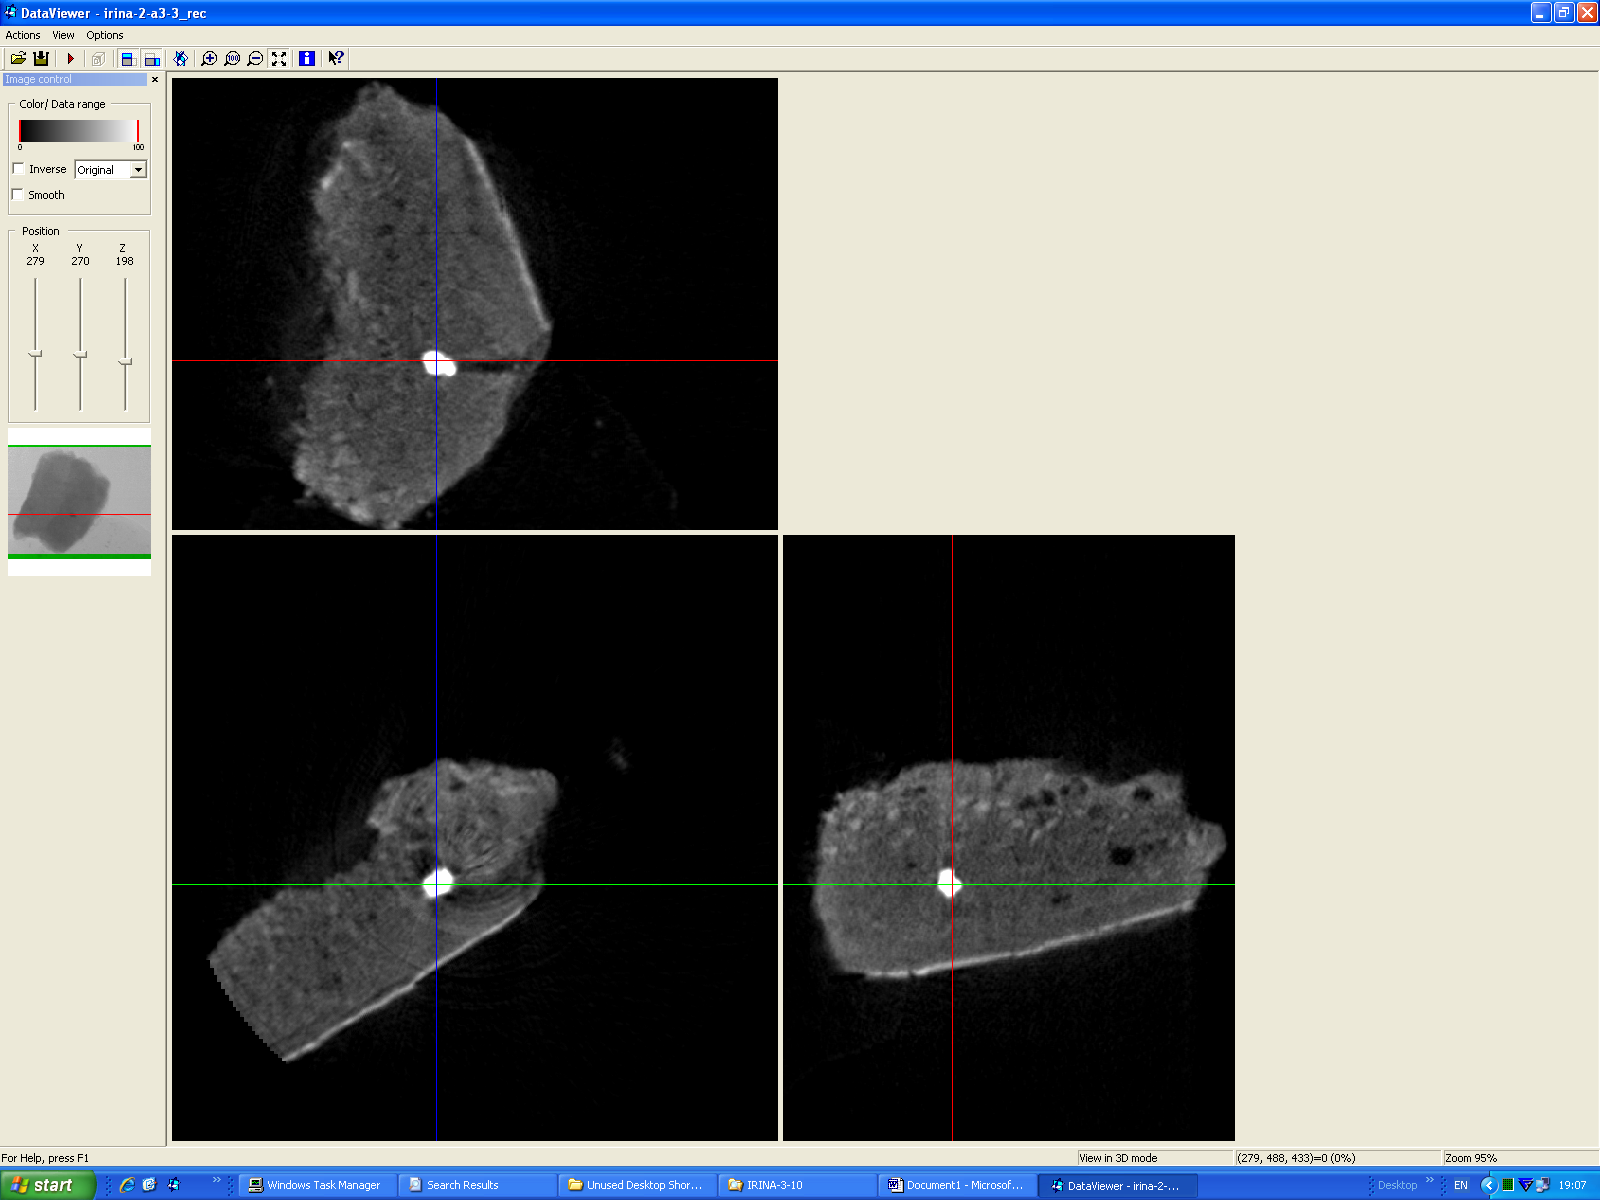 DataViewer - irina-2-a3-3_rec
Actions View Options
Image control
Color/ Data range
0 100
Inverse Original
Smooth
Position
X Y Z
279 270 198
For Help, press F1
View in 3D mode
(279, 488, 433)=0 (0%)
Zoom 95%
start
Windows Task Manager
Search Results
Unused Desktop Shor...
IRINA-3-10
Document1 - Microsof...
DataViewer - irina-2-...
Desktop
EN
19:07